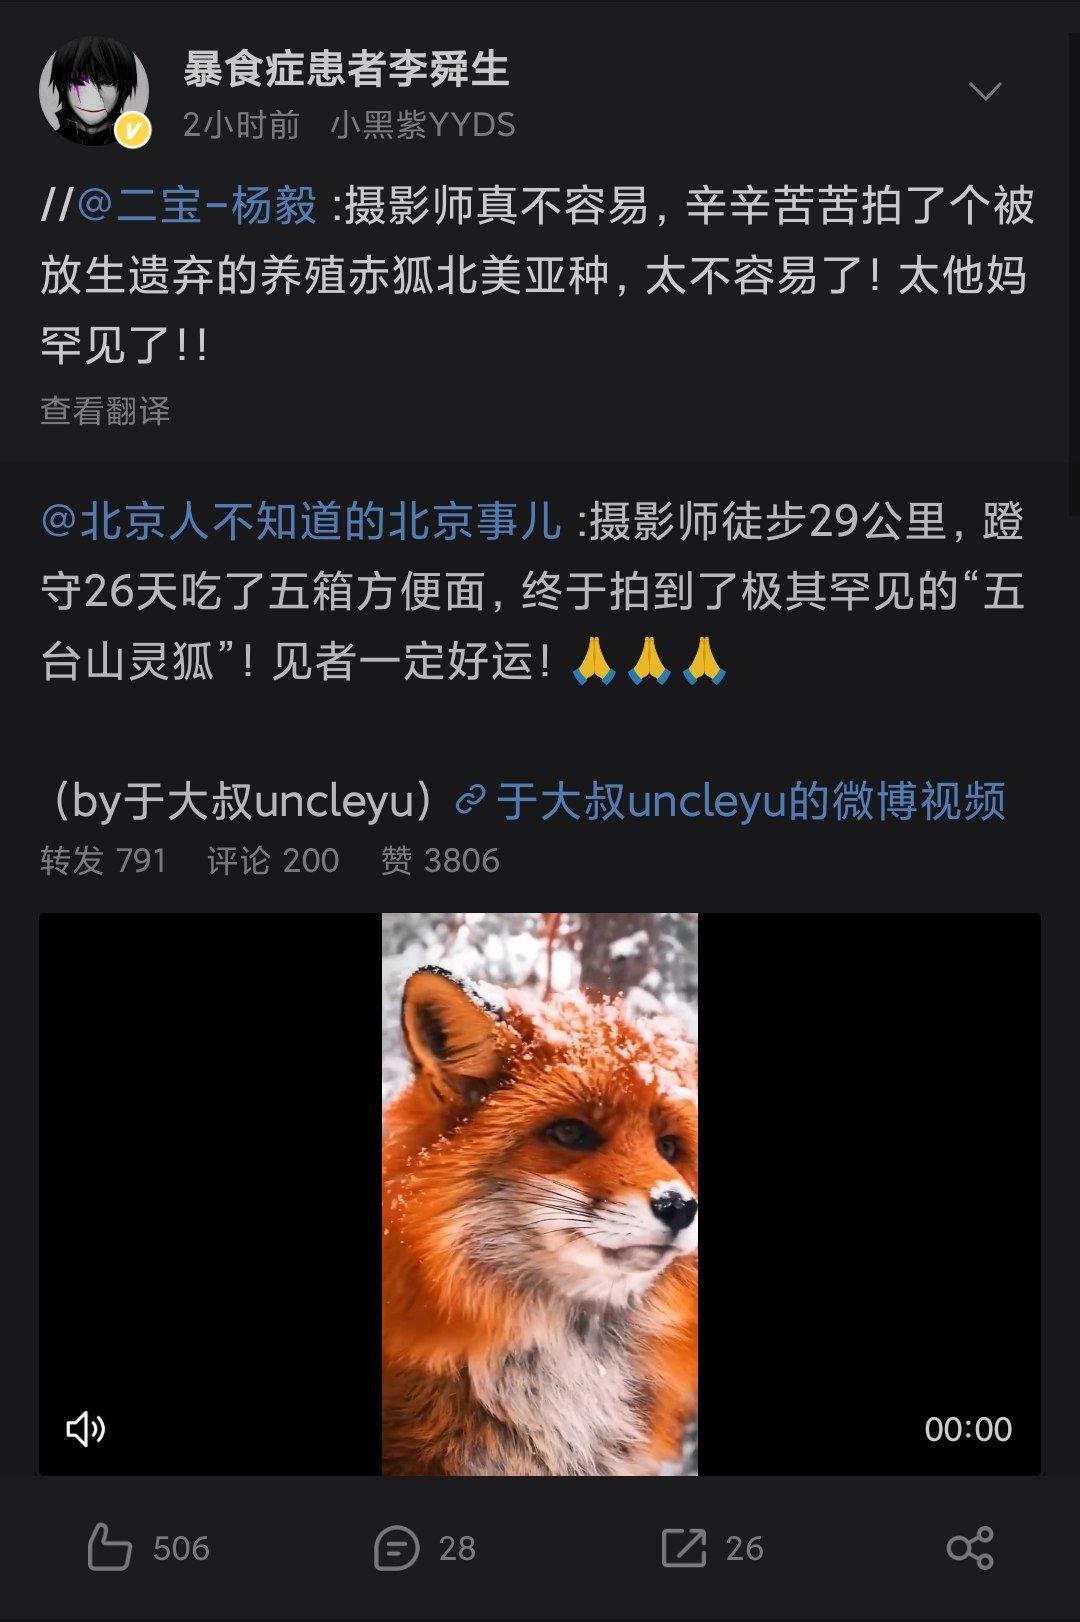 暴食症患者李舜生
2小时前 小黑紫YYDS
//@二宝-杨毅 :摄影师真不容易，辛辛苦苦拍了个被
放生遗弃的养殖赤狐北美亚种，太不容易了！太他妈
罕见了！！
查看翻译
@北京人不知道的北京事儿 :摄影师徒步29公里，蹬
守26天吃了五箱方便面，终于拍到了极其罕见的“五
台山灵狐”！见者一定好运！🙏🙏🙏
（by于大叔uncleyu）于大叔uncleyu的微博视频
转发 791 评论 200 赞 3806
00:00
506 28 26